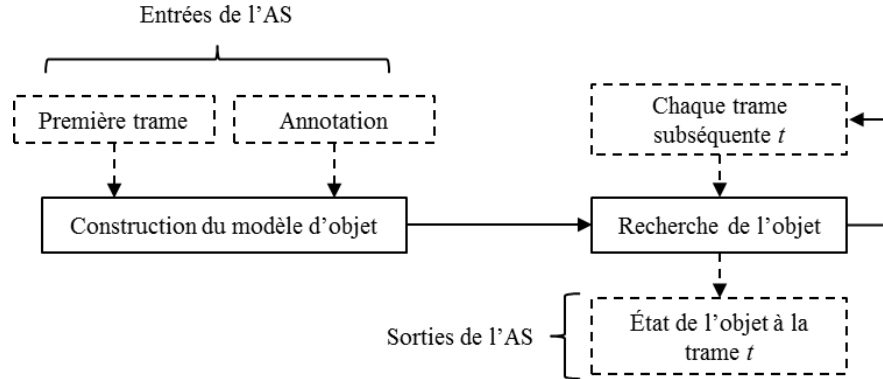 Entrées de l’AS
Première trame
Annotation
Chaque trame
subséquente t
Construction du modèle d’objet
Recherche de l’objet
Sorties de l’AS
État de l’objet à la
trame t